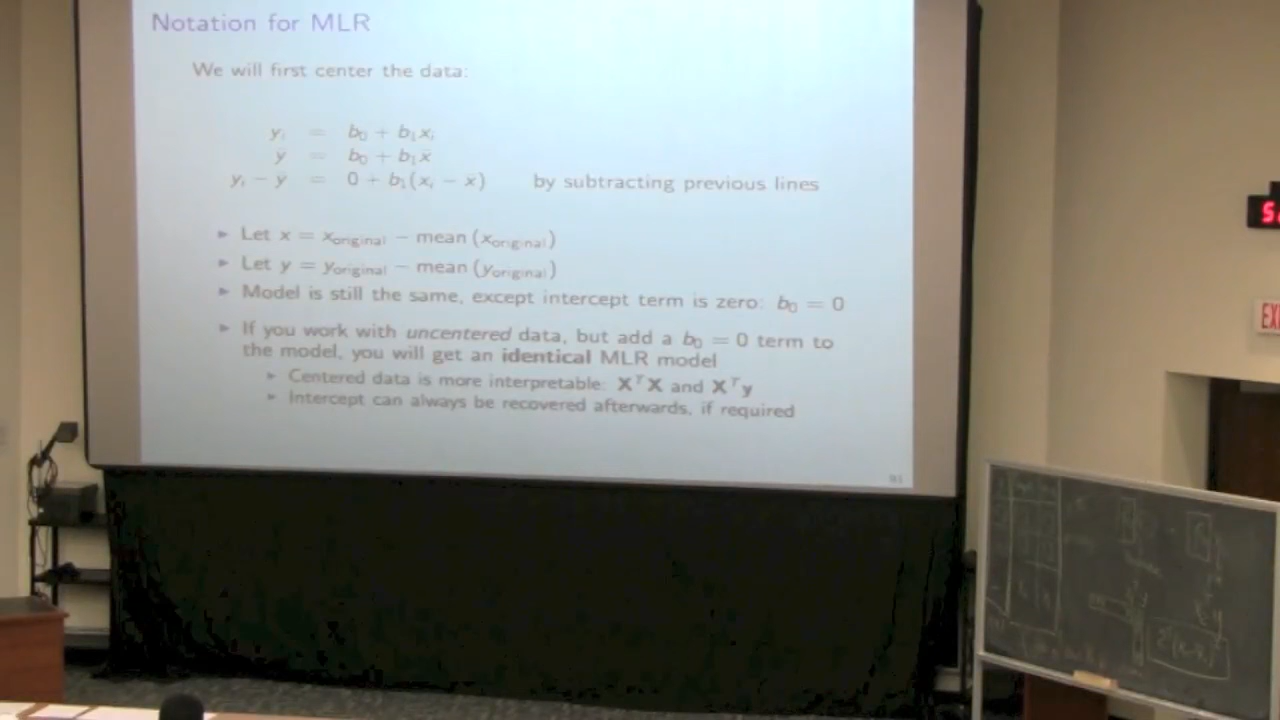 Notation for MLR
We will first center the data:
yᵢ = b₀ + b₁xᵢ
ȳ = b₀ + b₁x̄
yᵢ − ȳ = 0 + b₁(xᵢ − x̄) by subtracting previous lines
► Let x = x_original − mean (x_original)
► Let y = y_original − mean (y_original)
► Model is still the same, except intercept term is zero: b₀ = 0
► If you work with uncentered data, but add a b₀ = 0 term to
the model, you will get an identical MLR model
► Centered data is more interpretable: XᵀX and Xᵀy
► Intercept can always be recovered afterwards, if required